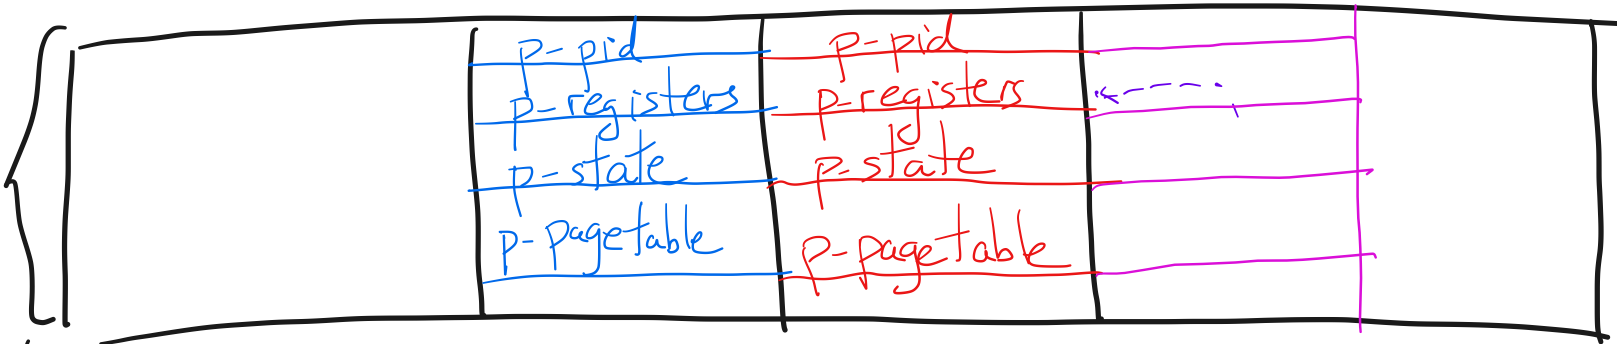 p-pid
p-registers
p-state
p-pagetable
p-pid
p-registers
p-state
p-pagetable